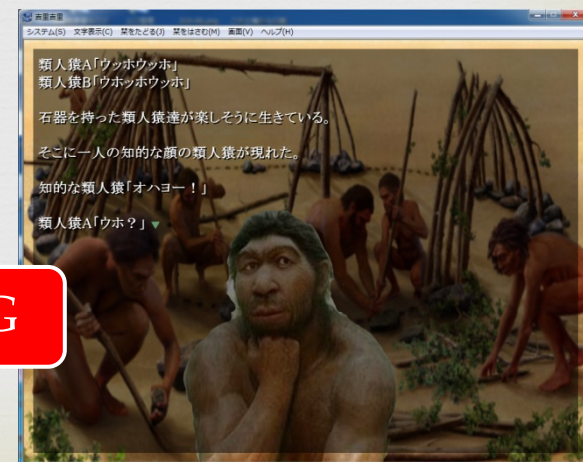 吉里吉里
システム(S) 文字表示(C) 栞をたどる(J) 栞をはさむ(M) 画面(V) ヘルプ(H)
類人猿A「ウッホウッホ」
類人猿B「ウホッホウッホ」
石器を持った類人猿達が楽しそうに生きている。
そこに一人の知的な顔の類人猿が現れた。
知的な類人猿「オハヨー！」
類人猿A「ウホ？」
G